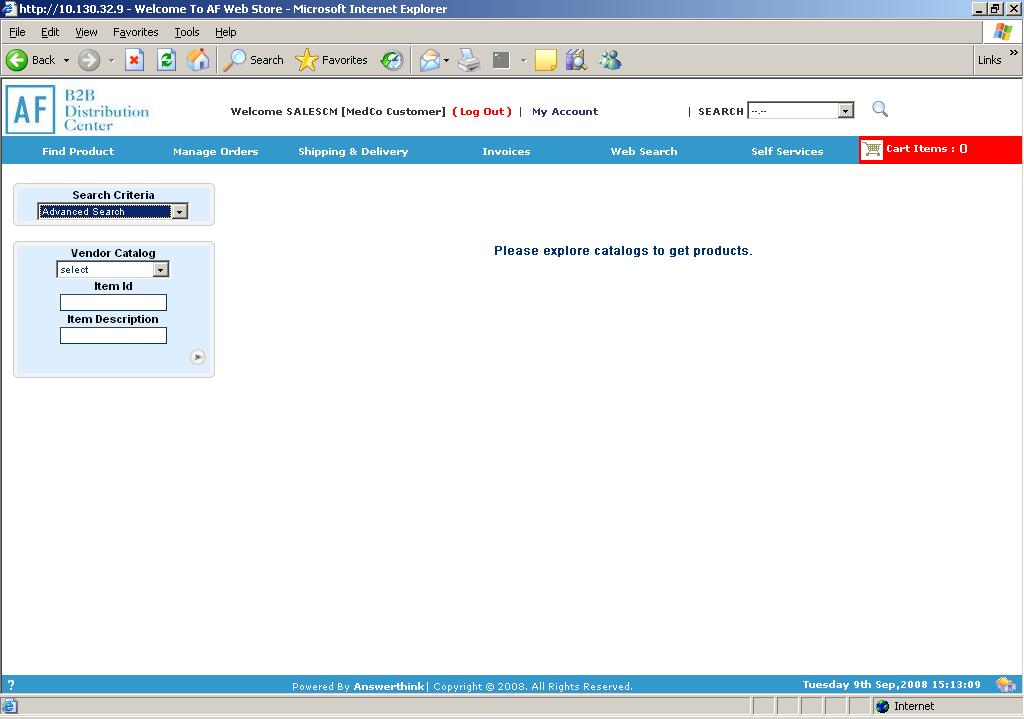 http://10.130.32.9 - Welcome To AF Web Store - Microsoft Internet Explorer
File Edit View Favorites Tools Help
Back Search Favorites Links »
AF B2B
Distribution
Center
Welcome SALESCM [MedCo Customer] ( Log Out ) | My Account | SEARCH --.--
Find Product Manage Orders Shipping & Delivery Invoices Web Search Self Services Cart Items : 0
Search Criteria
Advanced Search
Vendor Catalog
select
Item Id
Item Description
Please explore catalogs to get products.
? Powered By Answerthink | Copyright © 2008. All Rights Reserved. Tuesday 9th Sep,2008 15:13:09
Internet